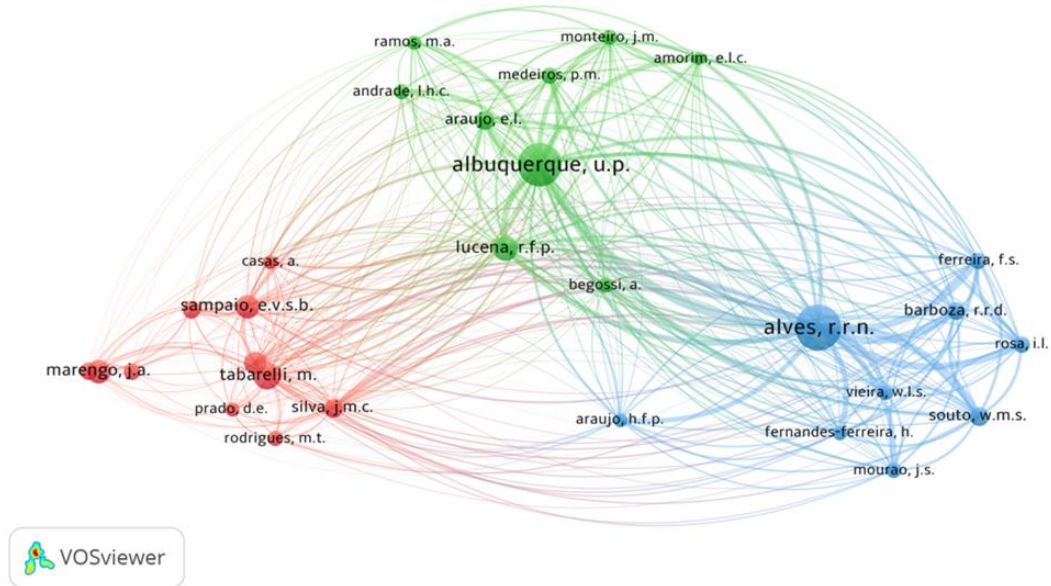 ramos, m.a.
monteiro, j.m.
amorim, e.l.c.
medeiros, p.m.
andrade, l.h.c.
araujo, e.l.
albuquerque, u.p.
lucena, r.f.p.
casas, a.
ferreira, f.s.
begossi, a.
sampaio, e.v.s.b.
barboza, r.r.d.
alves, r.r.n.
rosa, i.l.
marengo, j.a.
tabarelli, m.
vieira, w.l.s.
prado, d.e.
silva, j.m.c.
souto, w.m.s.
araujo, h.f.p.
fernandes-ferreira, h.
rodrigues, m.t.
mourao, j.s.
VOSviewer